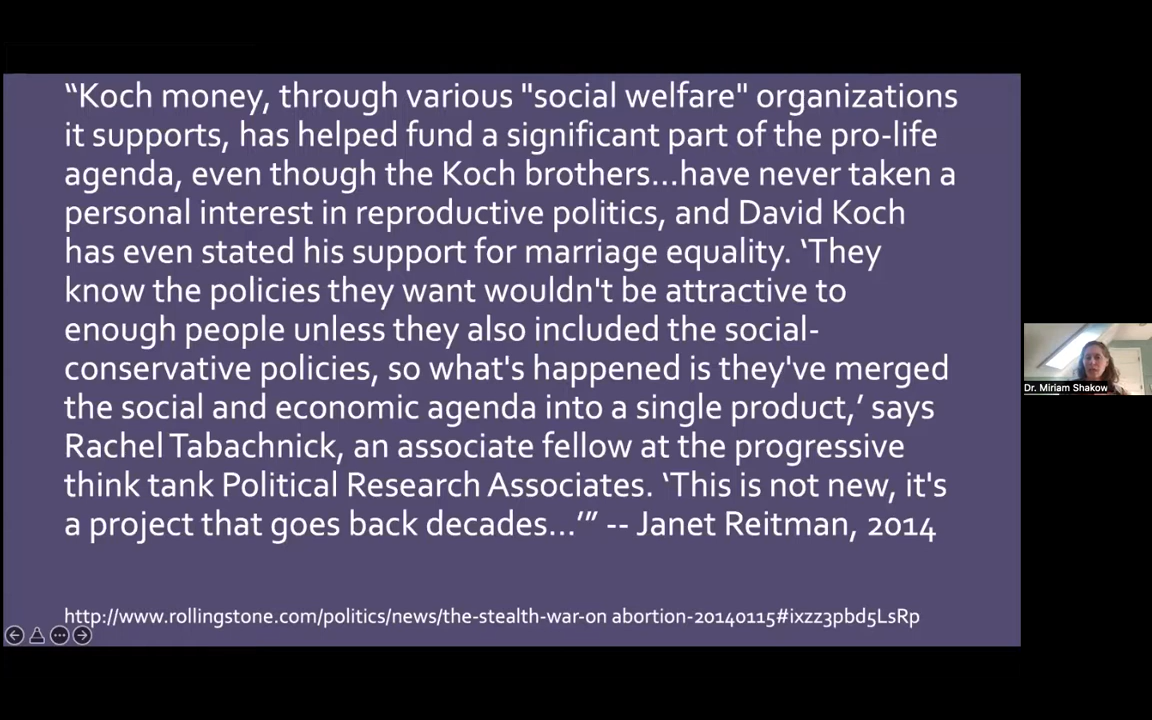 “Koch money, through various "social welfare" organizations
it supports, has helped fund a significant part of the pro-life
agenda, even though the Koch brothers...have never taken a
personal interest in reproductive politics, and David Koch
has even stated his support for marriage equality. ‘They
know the policies they want wouldn't be attractive to
enough people unless they also included the social-
conservative policies, so what's happened is they've merged
the social and economic agenda into a single product,’ says
Rachel Tabachnick, an associate fellow at the progressive
think tank Political Research Associates. ‘This is not new, it's
a project that goes back decades...’” -- Janet Reitman, 2014
http://www.rollingstone.com/politics/news/the-stealth-war-on abortion-20140115#ixzz3pbd5LsRp
Dr. Miriam Shakow